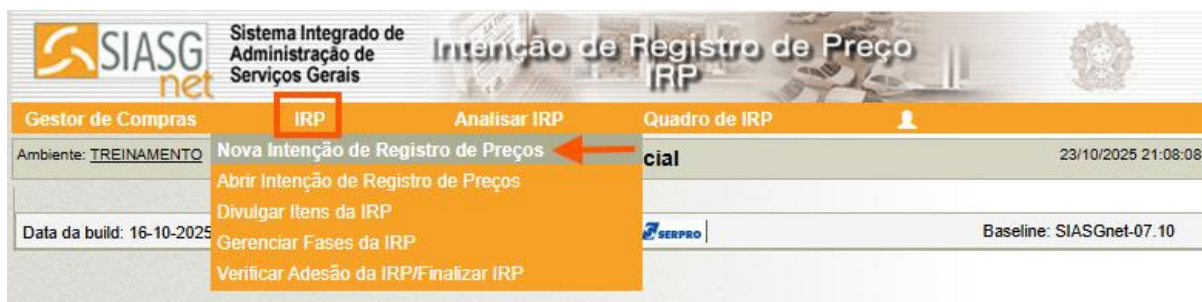 SIASG
net
Sistema Integrado de
Administração de
Serviços Gerais
Intenção de Registro de Preço
IRP
Gestor de Compras IRP Analisar IRP Quadro de IRP
Ambiente: TREINAMENTO Nova Intenção de Registro de Preços cial 23/10/2025 21:08:08
Abrir Intenção de Registro de Preços
Divulgar Itens da IRP
Data da build: 16-10-2025 SERPRO Baseline: SIASGnet-07.10
Gerenciar Fases da IRP
Verificar Adesão da IRP/Finalizar IRP